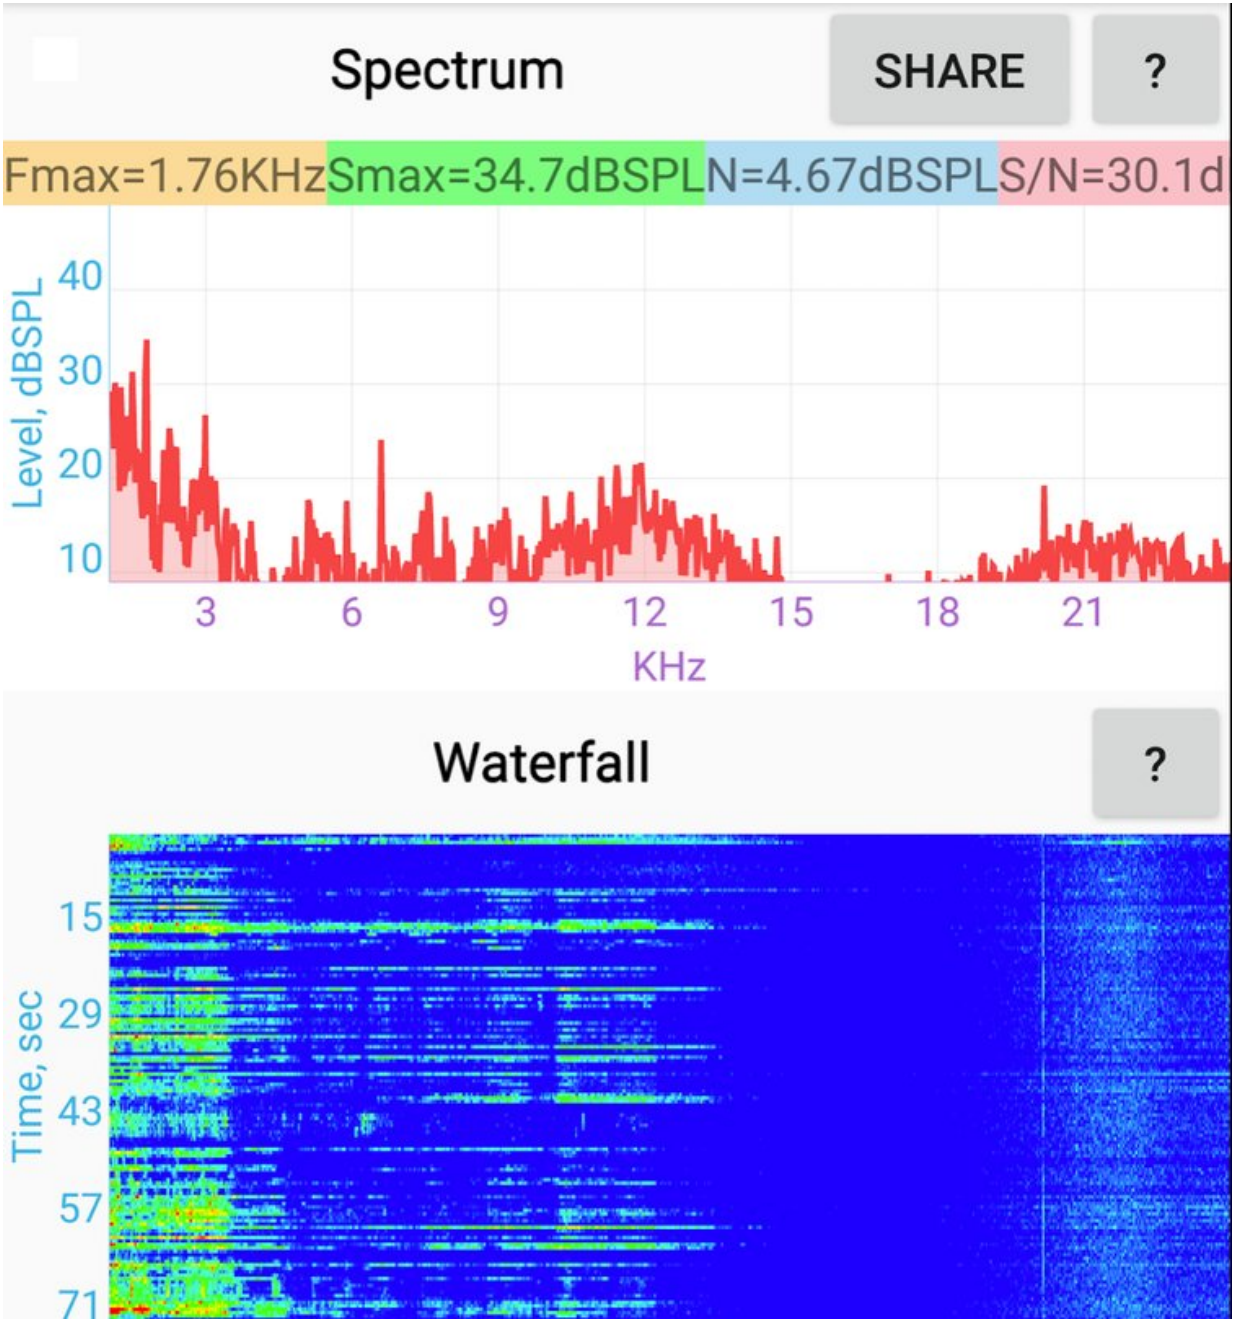 Spectrum SHARE ?
Fmax=1.76KHz Smax=34.7dBSPL N=4.67dBSPL S/N=30.1d
Level, dBSPL
40
30
20
10
3 6 9 12 15 18 21
KHz
Waterfall ?
Time, sec
15
29
43
57
71